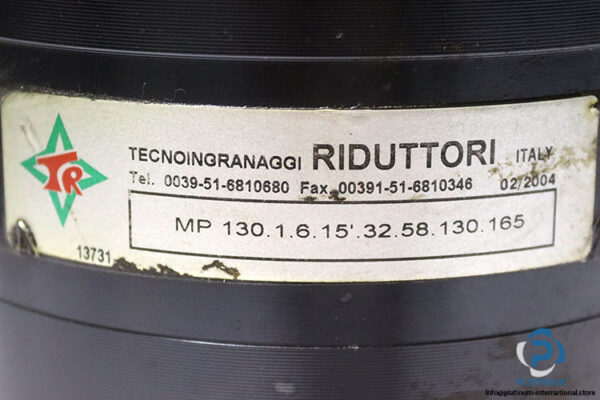 TR
TECNOINGRANAGGI RIDUTTORI ITALY
Tel. 0039-51-6810680 Fax 00391-51-6810346 02/2004
MP 130.1.6.15'.32.58.130.165
13731
info@platinum-international.store